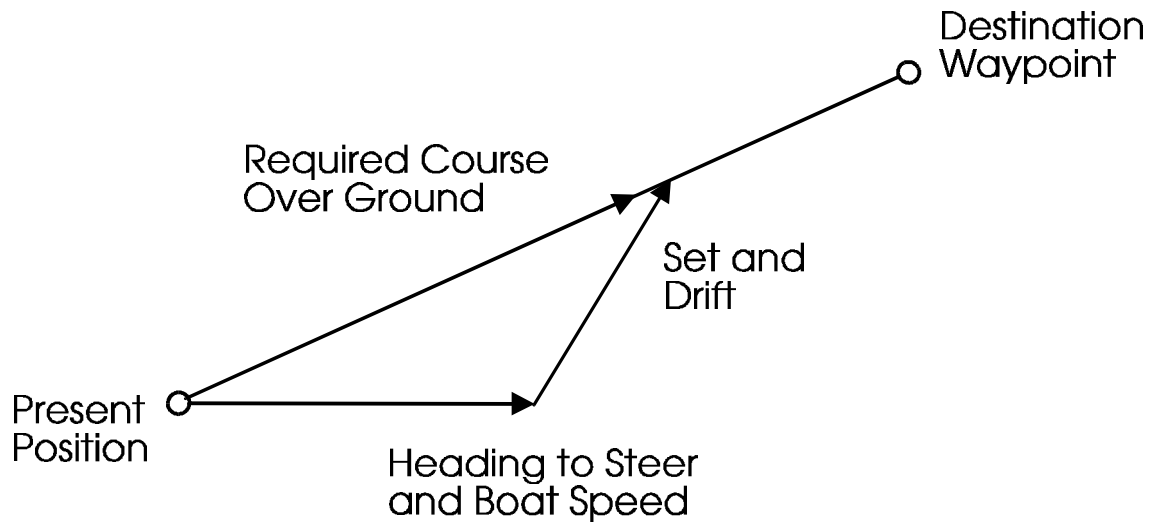 Destination
Waypoint
Required Course
Over Ground
Set and
Drift
Present
Position
Heading to Steer
and Boat Speed